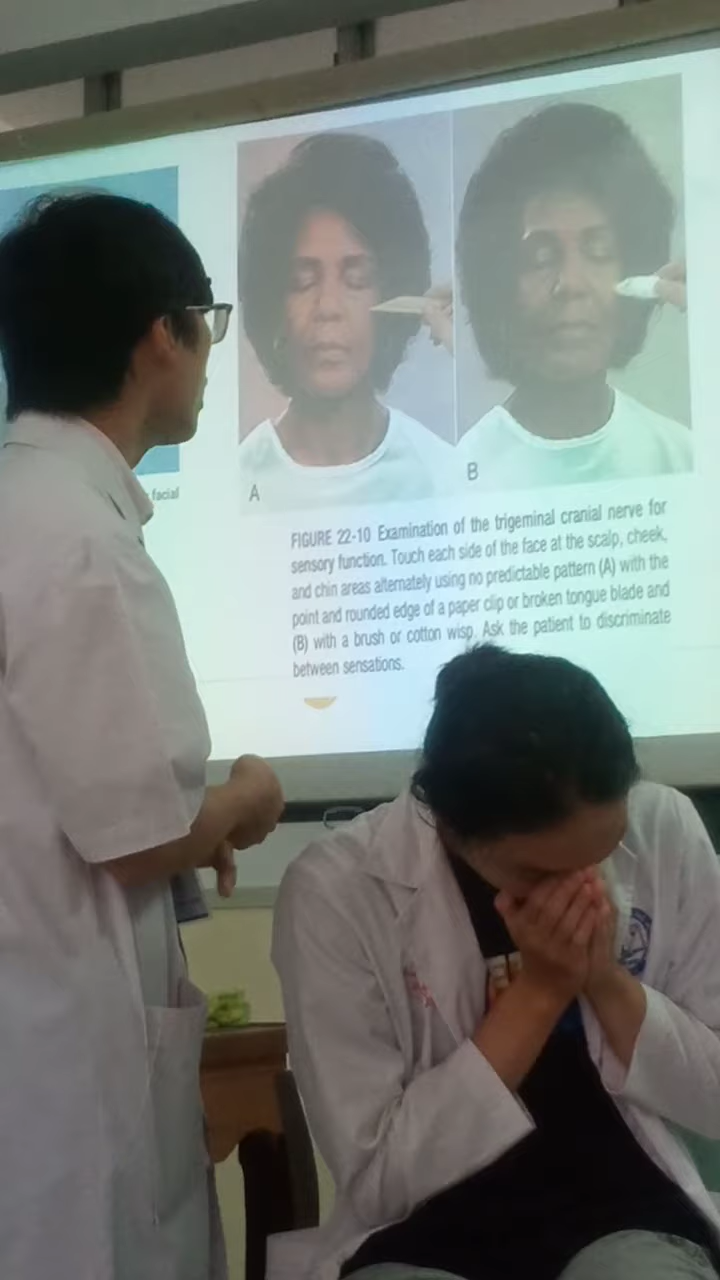 facial
A
B
FIGURE 22-10 Examination of the trigeminal cranial nerve for
sensory function. Touch each side of the face at the scalp, cheek,
and chin areas alternately using no predictable pattern (A) with the
point and rounded edge of a paper clip or broken tongue blade and
(B) with a brush or cotton wisp. Ask the patient to discriminate
between sensations.